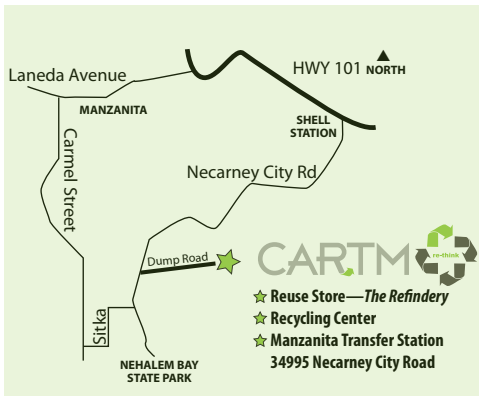 Laneda Avenue
HWY 101 NORTH
MANZANITA
SHELL
STATION
Carmel Street
Necarney City Rd
Dump Road
CARTM
re-think
Reuse Store—The Refindery
Recycling Center
Manzanita Transfer Station
34995 Necarney City Road
Sitka
NEHALEM BAY
STATE PARK